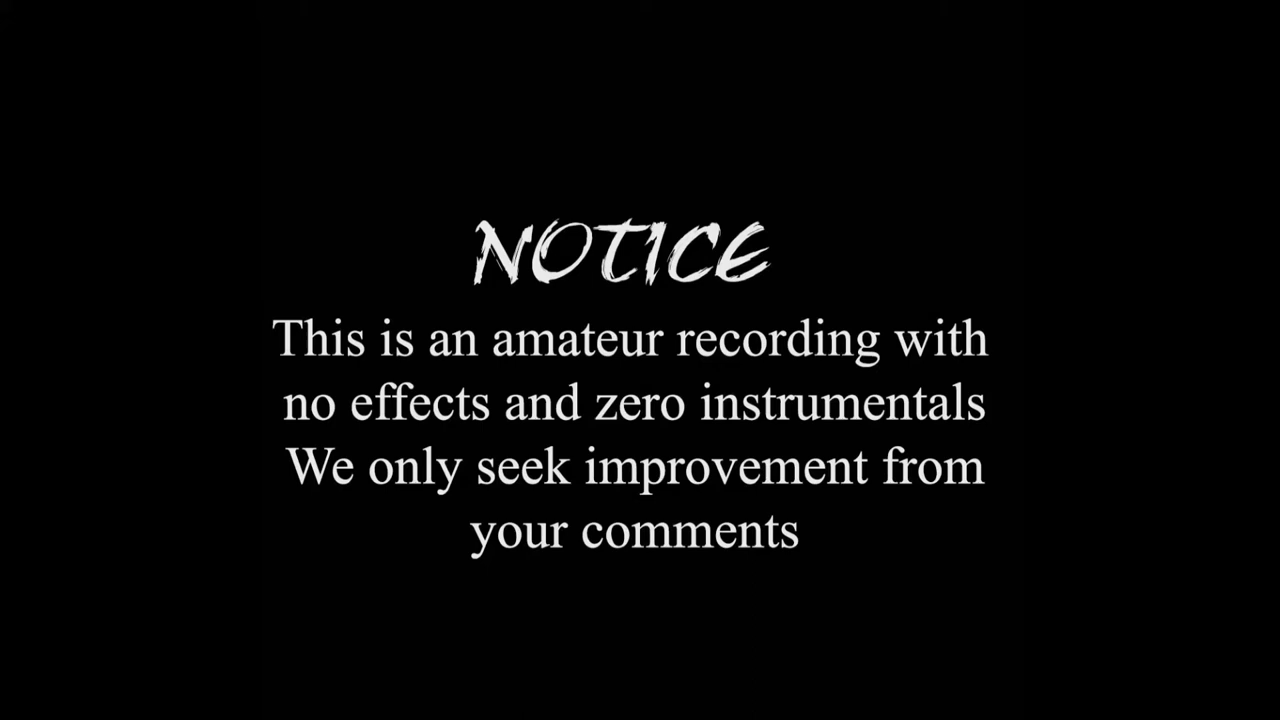 NOTICE
This is an amateur recording with
no effects and zero instrumentals
We only seek improvement from
your comments